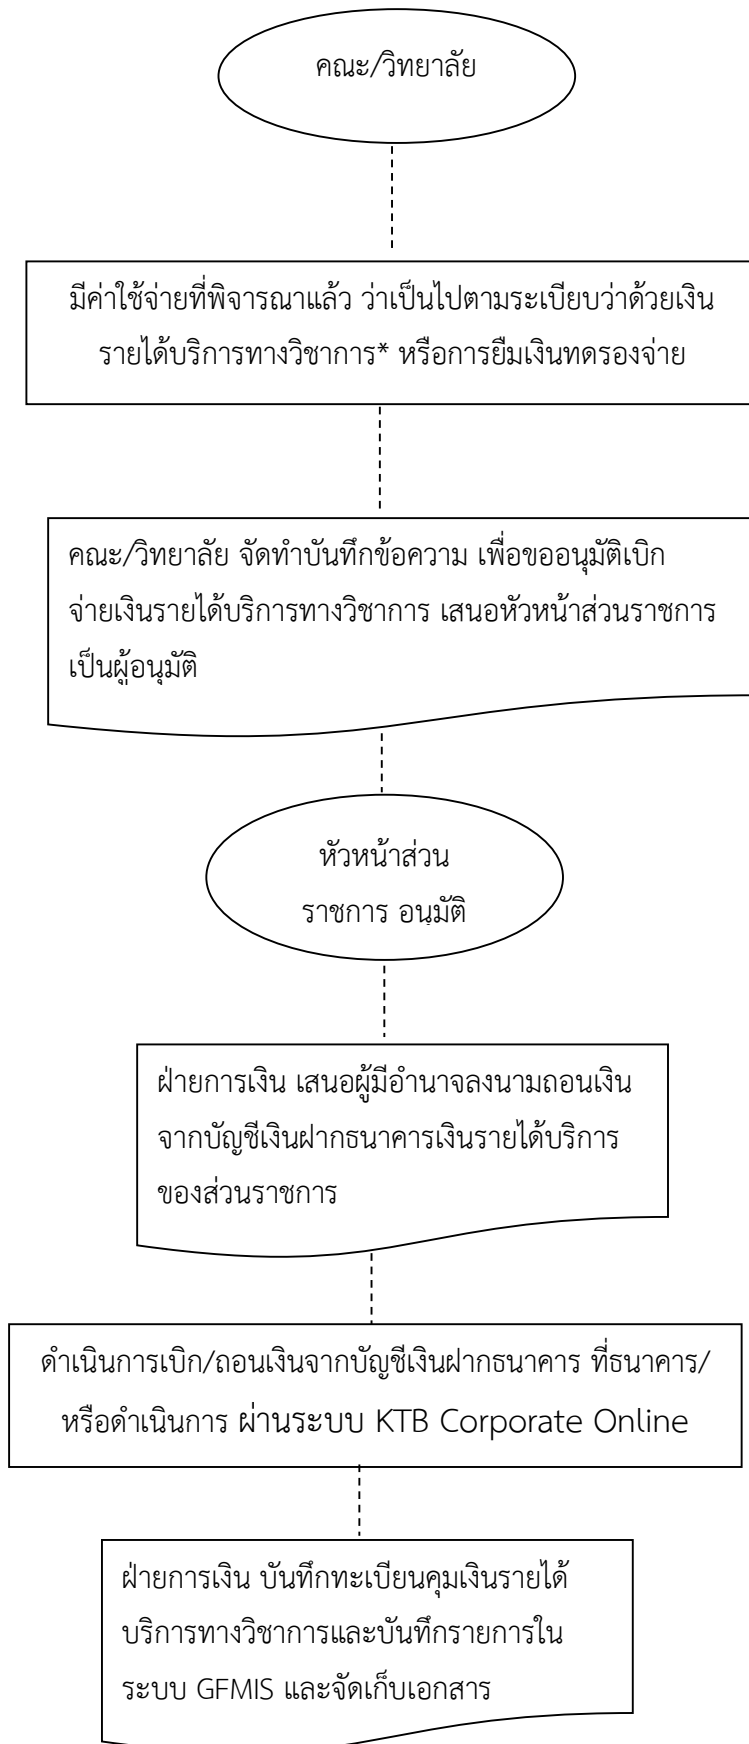 คณะ/วิทยาลัย
มีค่าใช้จ่ายที่พิจารณาแล้ว ว่าเป็นไปตามระเบียบว่าด้วยเงิน
รายได้บริการทางวิชาการ* หรือการยืมเงินทดรองจ่าย
คณะ/วิทยาลัย จัดทำบันทึกข้อความ เพื่อขออนุมัติเบิก
จ่ายเงินรายได้บริการทางวิชาการ เสนอหัวหน้าส่วนราชการ
เป็นผู้อนุมัติ
หัวหน้าส่วน
ราชการ อนุมัติ
ฝ่ายการเงิน เสนอผู้มีอำนาจลงนามถอนเงิน
จากบัญชีเงินฝากธนาคารเงินรายได้บริการ
ของส่วนราชการ
ดำเนินการเบิก/ถอนเงินจากบัญชีเงินฝากธนาคาร ที่ธนาคาร/
หรือดำเนินการ ผ่านระบบ KTB Corporate Online
ฝ่ายการเงิน บันทึกทะเบียนคุมเงินรายได้
บริการทางวิชาการและบันทึกรายการใน
ระบบ GFMIS และจัดเก็บเอกสาร